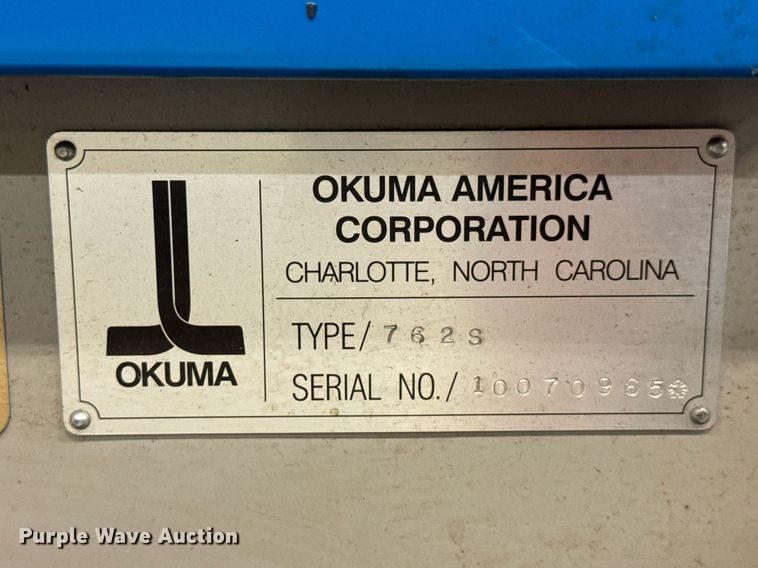 OKUMA AMERICA
CORPORATION
CHARLOTTE, NORTH CAROLINA
OKUMA
TYPE/ 762S
SERIAL NO./ 10070965*
Purple Wave Auction